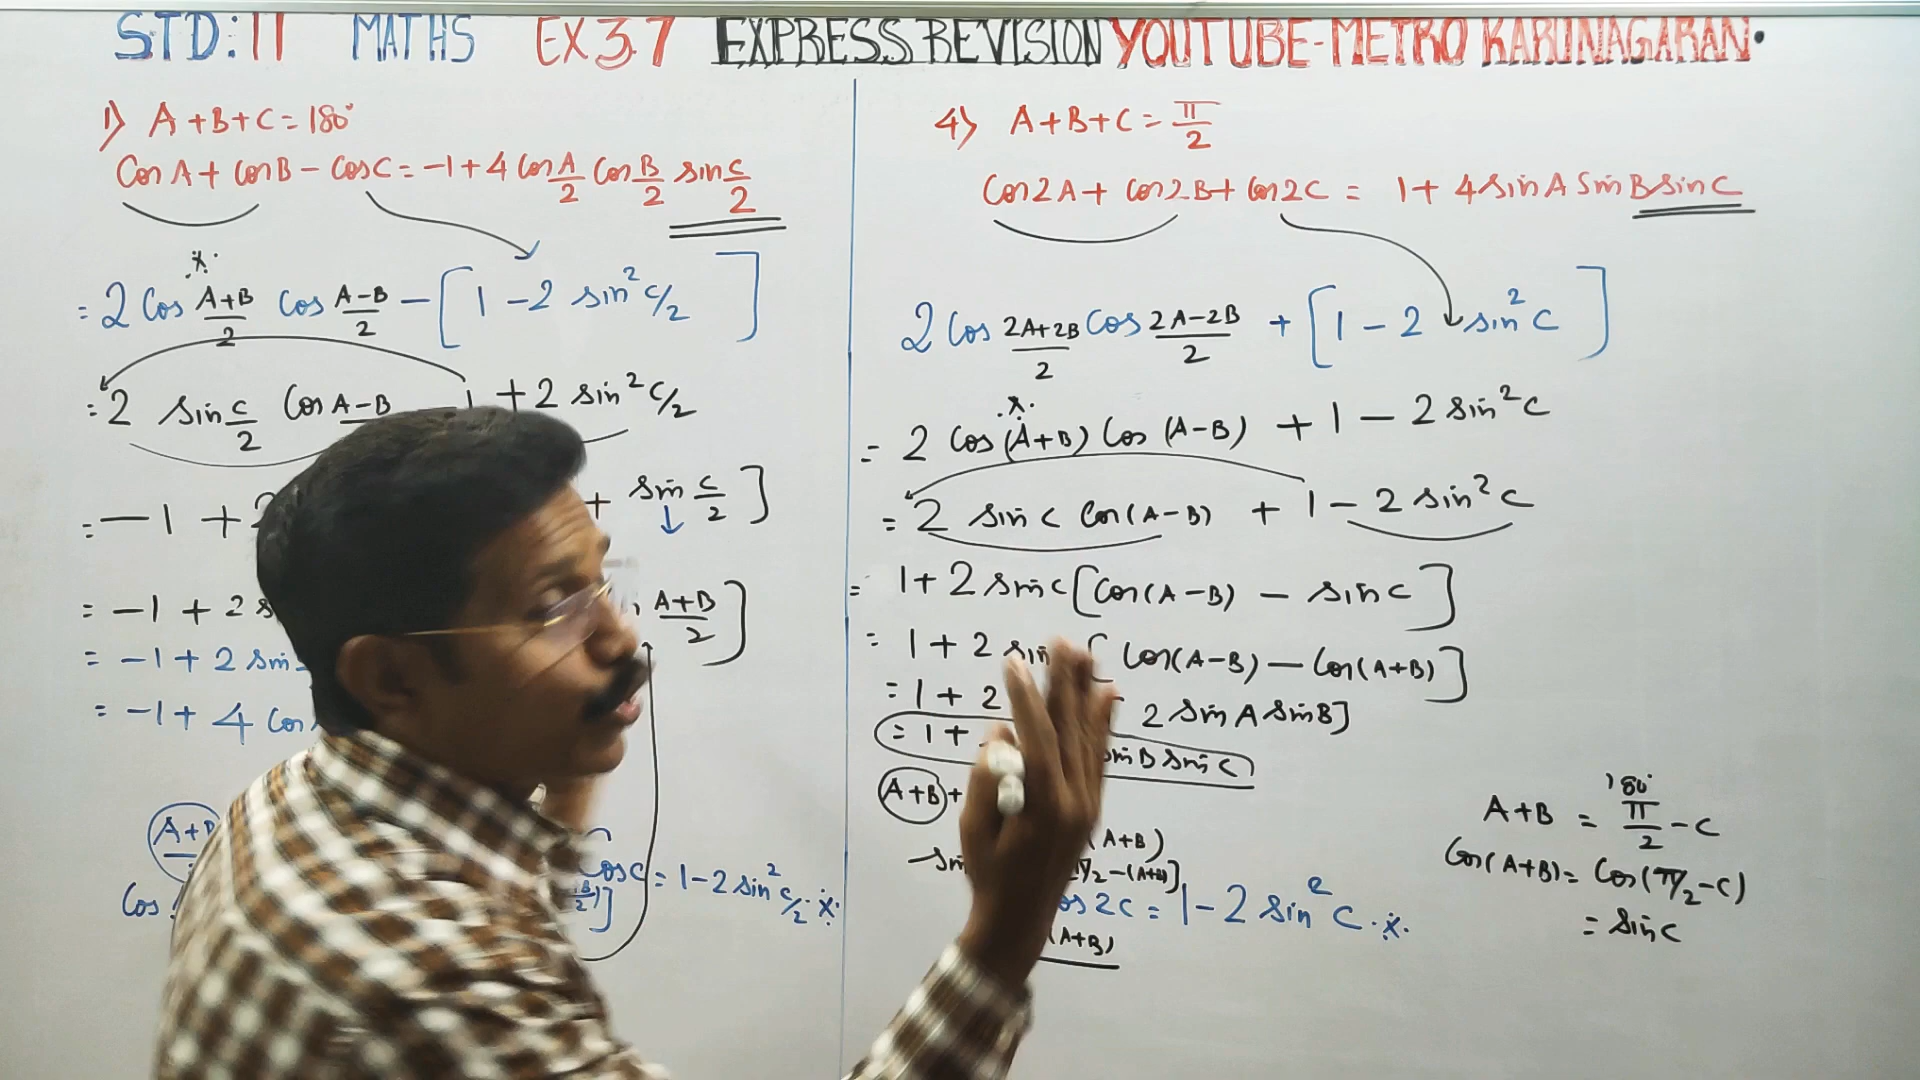 STD: 11 MATHS EX 3.7 EXPRESS REVISION YOUTUBE-METRO KARUNAGARAN.
1) A+B+C = 180°
Cos A + cos B - cos C = -1 + 4 cos A/2 cos B/2 sin C/2
= 2 cos (A+B)/2 cos (A-B)/2 - [1 - 2 sin² C/2]
= 2 sin C/2 cos A-B 1 + 2 sin² C/2
= -1 + 2 + sin C/2]
= -1 + 2 (A+B)/2]
= -1 + 2 sin
= -1 + 4 cos
Cos
cos C = 1 - 2 sin² C/2
4) A+B+C = π/2
Cos 2A + cos 2B + cos 2C = 1 + 4 sin A sin B sin C
2 cos (2A+2B)/2 cos (2A-2B)/2 + [1 - 2 sin² C]
= 2 cos (A+B) cos (A-B) + 1 - 2 sin² C
= 2 sin C cos (A-B) + 1 - 2 sin² C
= 1 + 2 sin C [cos (A-B) - sin C]
= 1 + 2 sin [cos (A-B) - cos (A+B)]
= 1 + 2 2 sin A sin B]
= 1 + sin B sin C
A+B +
(A+B)
π/2 - (A+B)]
cos 2C = 1 - 2 sin² C
(A+B)
180°
A+B = π/2 - C
Cos (A+B) = cos (π/2 - C)
= sin C